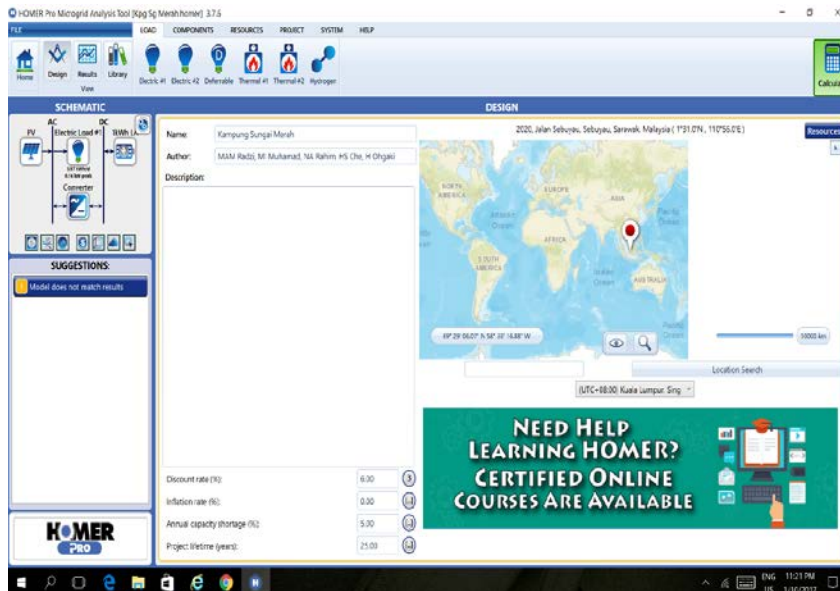 HOMER Pro Microgrid Analysis Tool [Kpg Sg Merah.homer] 3.7.6
FILE
LOAD COMPONENTS RESOURCES PROJECT SYSTEM HELP
Home Design Results Library Electric #1 Electric #2 Deferrable Thermal #1 Thermal #2 Hydrogen
View
Calcula
SCHEMATIC
DESIGN
AC DC
PV Electric Load #1 1kWh LA
Converter
SUGGESTIONS:
Model does not match results
Name: Kampung Sungai Merah
Author: MAM Radzi, MI Muhamad, NA Rahim, HS Che, H Ohgaki
Description:
2020, Jalan Sebuyau, Sebuyau, Sarawak, Malaysia ( 1°31.0'N , 110°56.0'E )
Resources
NORTH AMERICA
EUROPE
ASIA
Atlantic Ocean
Pacific Ocean
AFRICA
SOUTH AMERICA
Indian Ocean
AUSTRALIA
Pacific
Location Search
(UTC+08:00) Kuala Lumpur, Sing
NEED HELP
LEARNING HOMER?
CERTIFIED ONLINE
COURSES ARE AVAILABLE
Discount rate (%): 6.00
Inflation rate (%): 0.00
Annual capacity shortage (%): 5.00
Project lifetime (years): 25.00
HOMER
PRO
ENG 11:21 PM
US